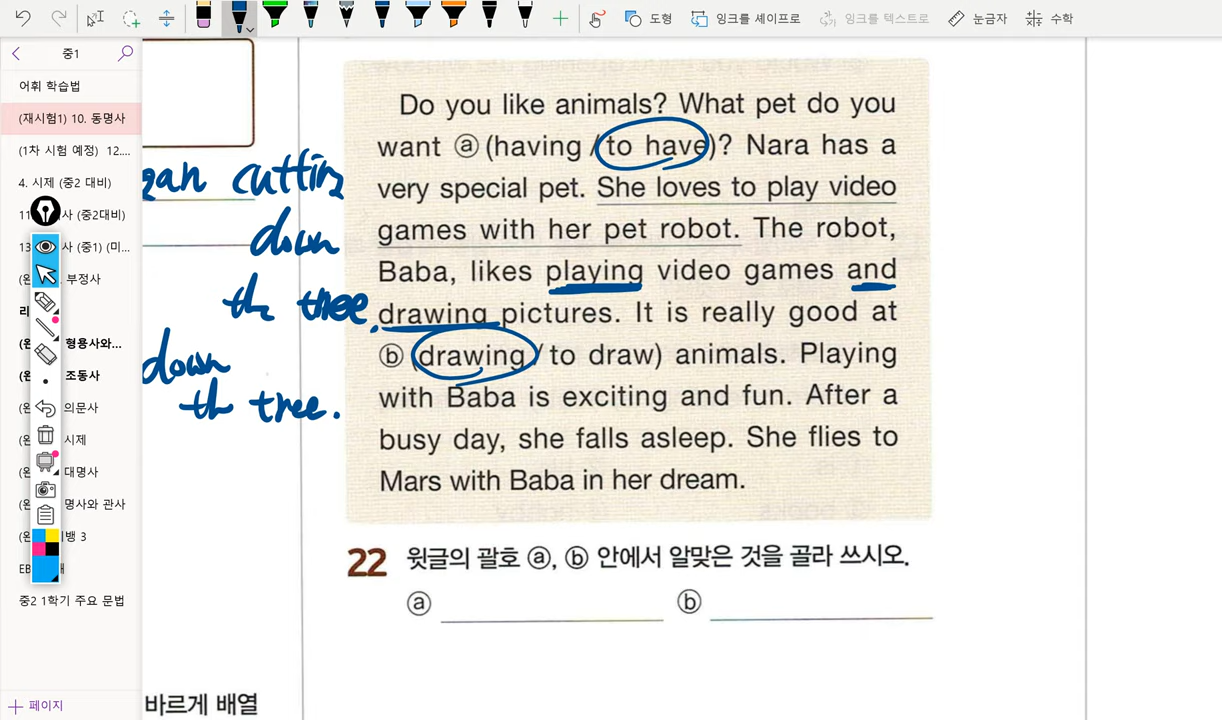 도형
잉크를 셰이프로
잉크를 텍스트로
눈금자
수학
중1
어휘 학습법
(재시험1) 10. 동명사
(1차 시험 예정) 12....
4. 시제 (중2 대비)
사 (중2대비)
사 (중1) (미...
부정사
형용사와...
조동사
의문사
시제
대명사
명사와 관사
중2 1학기 주요 문법
페이지
cutting
down
th tree.
down
th tree.
바르게 배열
Do you like animals? What pet do you
want ⓐ (having / to have)? Nara has a
very special pet. She loves to play video
games with her pet robot. The robot,
Baba, likes playing video games and
drawing pictures. It is really good at
ⓑ (drawing / to draw) animals. Playing
with Baba is exciting and fun. After a
busy day, she falls asleep. She flies to
Mars with Baba in her dream.
22 윗글의 괄호 ⓐ, ⓑ 안에서 알맞은 것을 골라 쓰시오.
ⓐ ⓑ